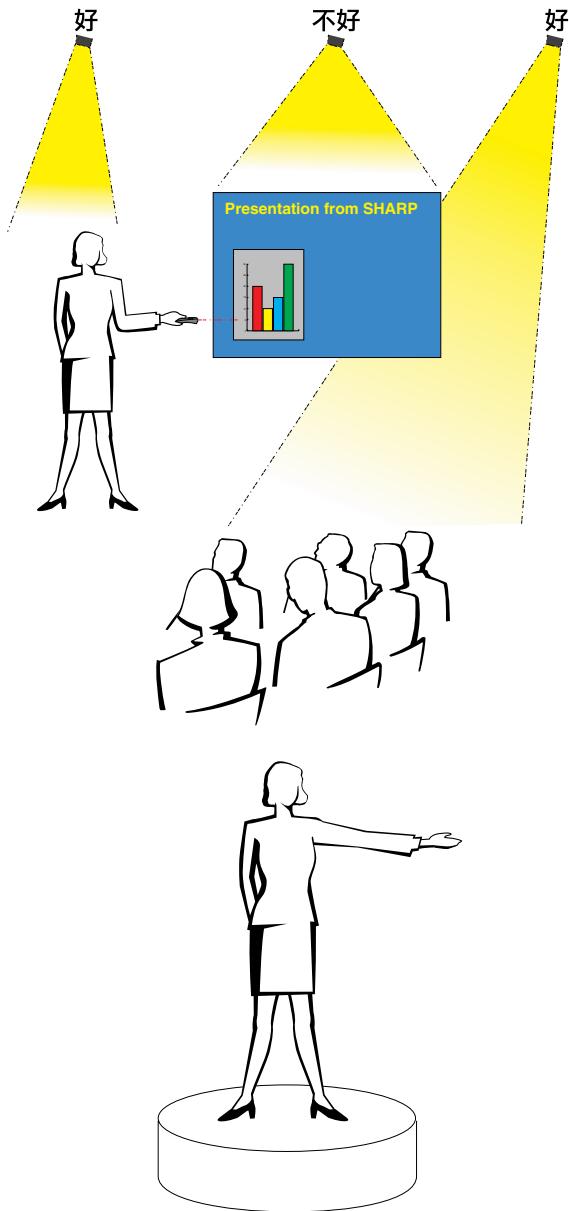 好
不好
好
Presentation from SHARP